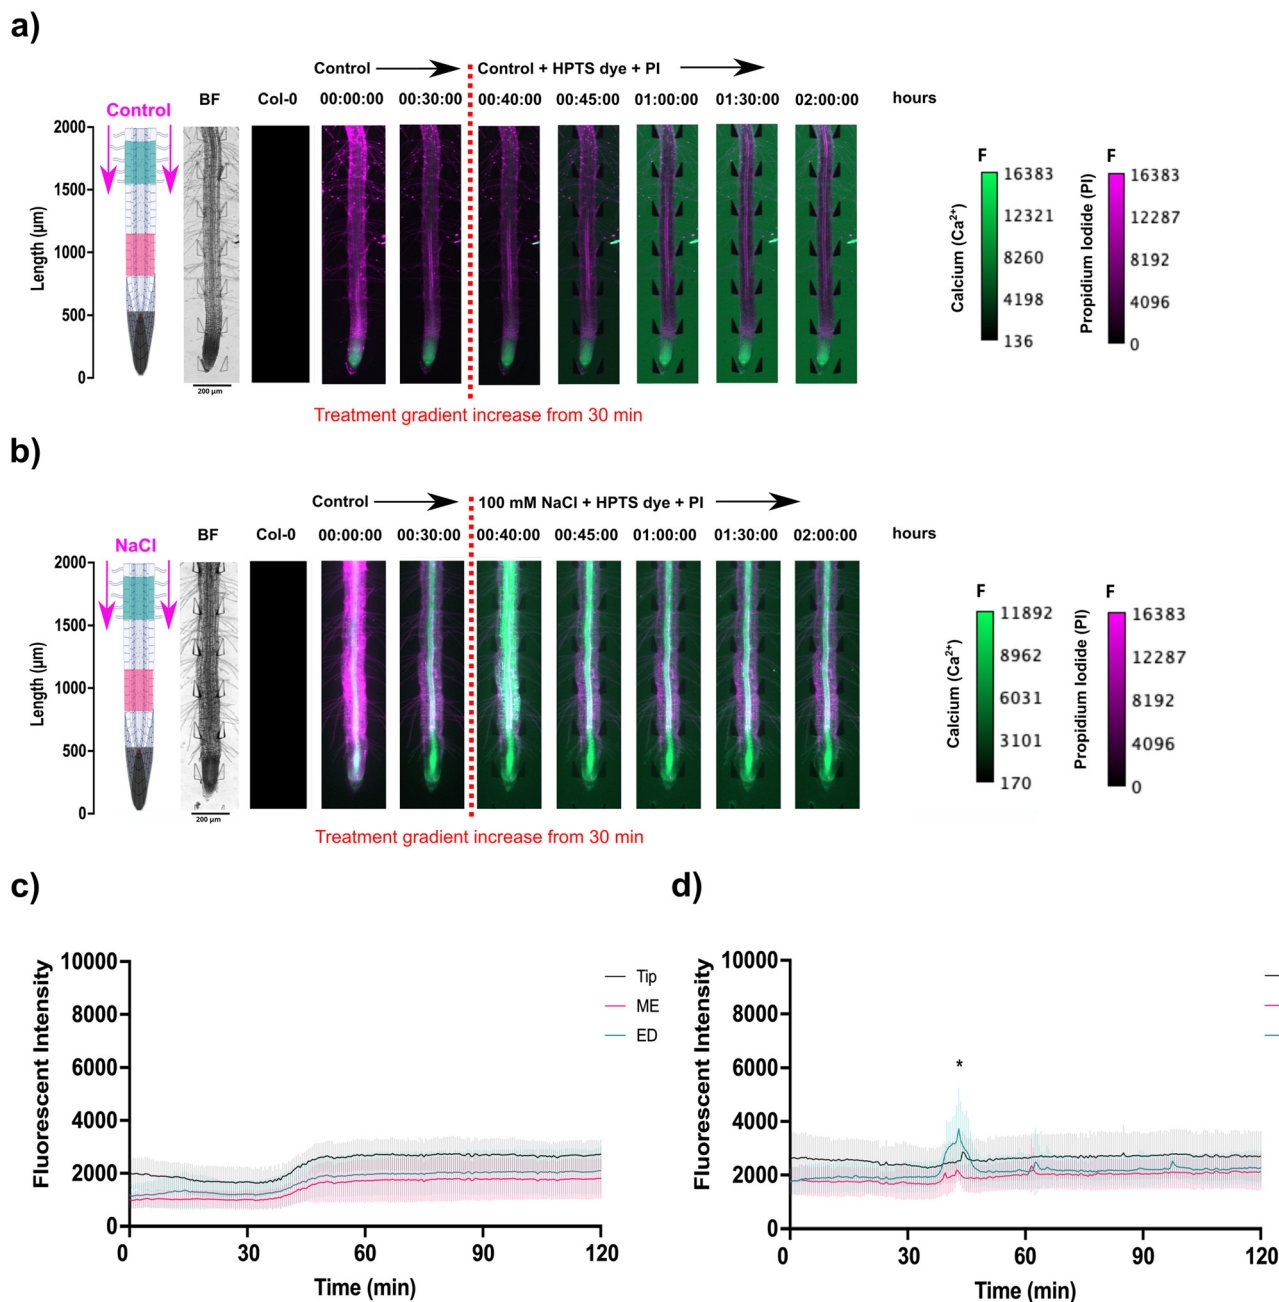 a)
Control
Control + HPTS dye + PI
Control
BF
Col-0
00:00:00
00:30:00
00:40:00
00:45:00
01:00:00
01:30:00
02:00:00
hours
2000
1500
1000
500
0
Length (µm)
200 µm
F
16383
12321
8260
4198
136
Calcium (Ca²⁺)
F
16383
12287
8192
4096
0
Propidium Iodide (PI)
Treatment gradient increase from 30 min
b)
Control
100 mM NaCl + HPTS dye + PI
NaCl
BF
Col-0
00:00:00
00:30:00
00:40:00
00:45:00
01:00:00
01:30:00
02:00:00
hours
2000
1500
1000
500
0
Length (µm)
200 µm
F
11892
8962
6031
3101
170
Calcium (Ca²⁺)
F
16383
12287
8192
4096
0
Propidium Iodide (PI)
Treatment gradient increase from 30 min
c)
10000
8000
6000
4000
2000
0
Fluorescent Intensity
0
30
60
90
120
Time (min)
Tip
ME
ED
d)
10000
8000
6000
4000
2000
0
Fluorescent Intensity
*
0
30
60
90
120
Time (min)